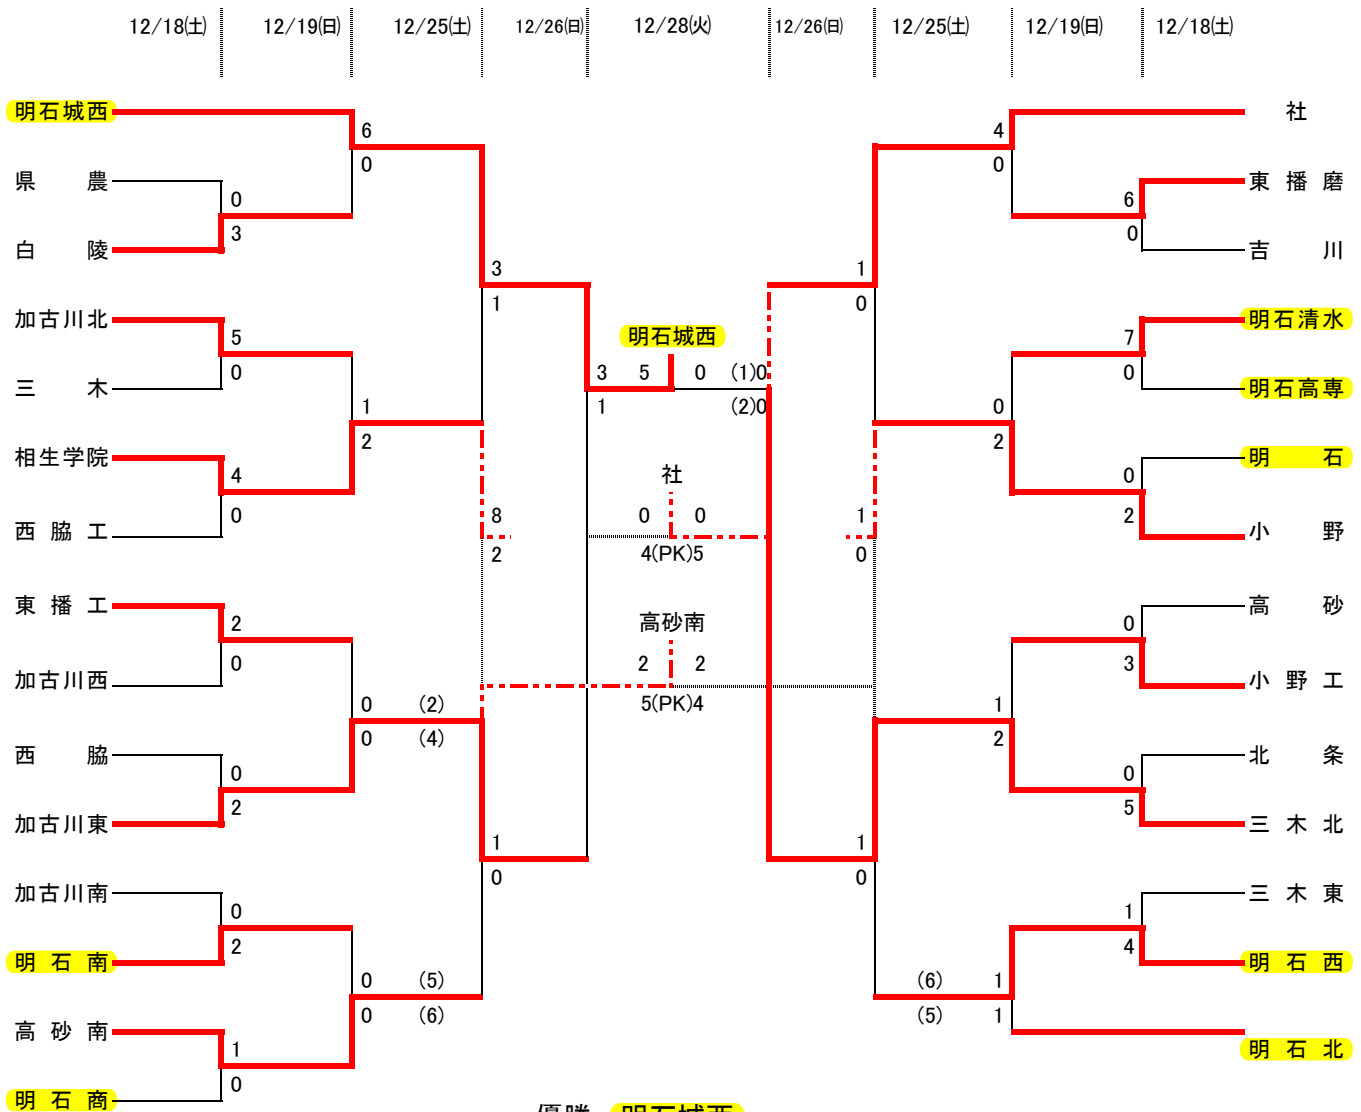 12/18(土) 12/19(日) 12/25(土) 12/26(日) 12/28(火) 12/26(日) 12/25(土) 12/19(日) 12/18(土)
明石城西 社
6 4
0 0
県農 東播磨
0 6
3 0
白陵 吉川
3 1
1 0
加古川北 明石清水
5 明石城西 7
0 3 5 0 (1)0 0
三木 1 (2)0 明石高専
1 0
2 2
相生学院 明石
4 社 0
0 8 0 0 1 2
西脇工 小野
2 4(PK)5 0
東播工 高砂
2 高砂南 0
0 2 2 3
加古川西 小野工
0 (2) 5(PK)4 1
0 (4) 2
西脇 北条
0 0
2 5
加古川東 三木北
1 1
0 0
加古川南 三木東
0 1
2 4
明石南 明石西
0 (5) (6) 1
0 (6) (5) 1
高砂南 明石北
1
0
明石商 優勝 明石城西